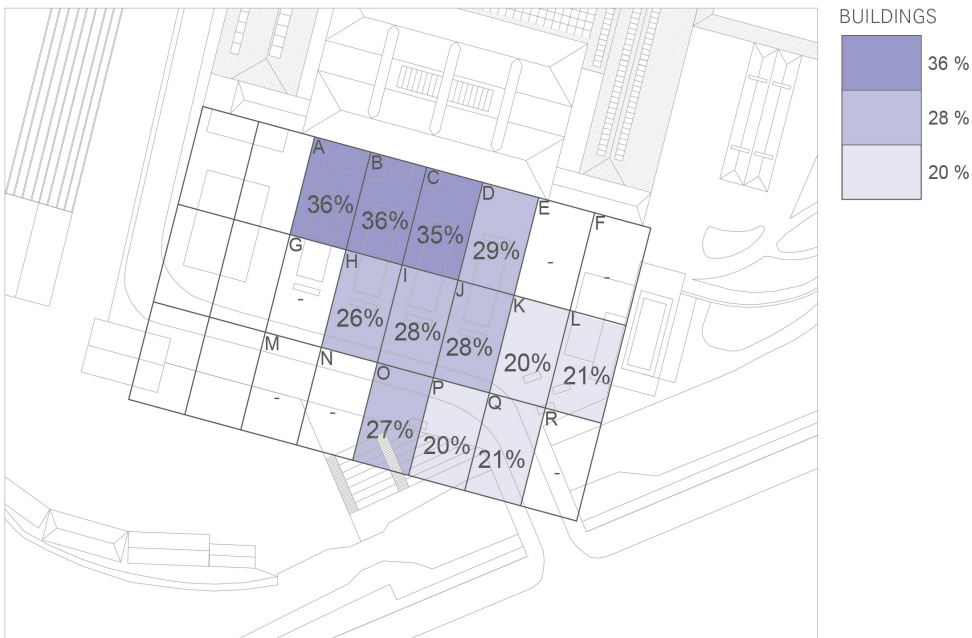 BUILDINGS
36 %
28 %
20 %
A
B
C
D
E
F
36%
36%
35%
29%
-
-
G
H
I
J
K
L
-
26%
28%
28%
20%
21%
M
N
O
P
Q
R
-
-
27%
20%
21%
-